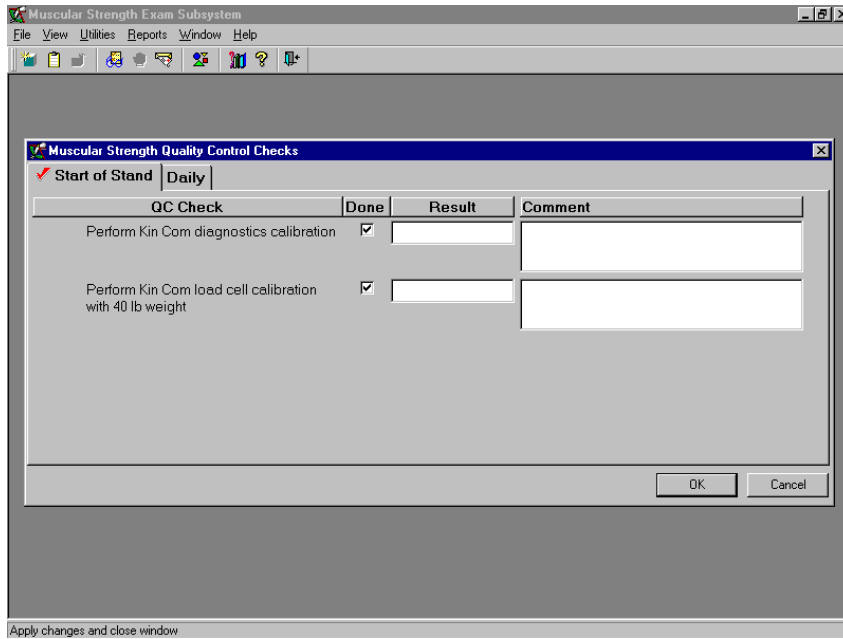 Muscular Strength Exam Subsystem
File View Utilities Reports Window Help
Muscular Strength Quality Control Checks
Start of Stand Daily
QC Check Done Result Comment
Perform Kin Com diagnostics calibration
Perform Kin Com load cell calibration
with 40 lb weight
OK Cancel
Apply changes and close window